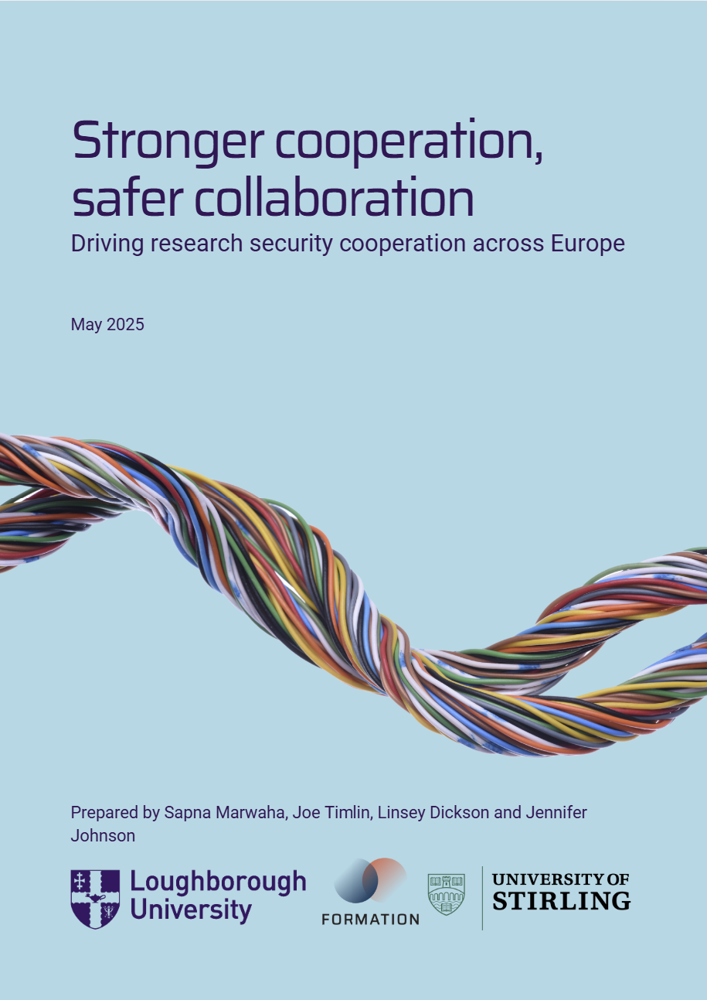 Stronger cooperation,
safer collaboration
Driving research security cooperation across Europe
May 2025
Prepared by Sapna Marwaha, Joe Timlin, Linsey Dickson and Jennifer
Johnson
Loughborough
University
FORMATION
UNIVERSITY OF
STIRLING